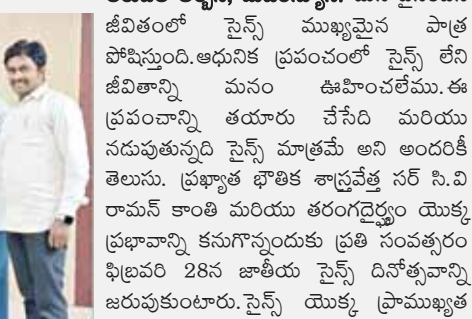 జీవితంలో సైన్స్ ముఖ్యమైన పాత్ర
పోషిస్తుంది.ఆధునిక ప్రపంచంలో సైన్స్ లేని
జీవితాన్ని మనం ఊహించలేము.ఈ
ప్రపంచాన్ని తయారు చేసేది మరియు
నడుపుతున్నది సైన్స్ మాత్రమే అని అందరికీ
తెలుసు. ప్రఖ్యాత భౌతిక శాస్త్రవేత్త సర్ సి.వి
రామన్ కాంతి మరియు తరంగదైర్ఘ్యం యొక్క
ప్రభావాన్ని కనుగొన్నందుకు ప్రతి సంవత్సరం
ఫిబ్రవరి 28న జాతీయ సైన్స్ దినోత్సవాన్ని
జరుపుకుంటారు.సైన్స్ యొక్క ప్రాముఖ్యత